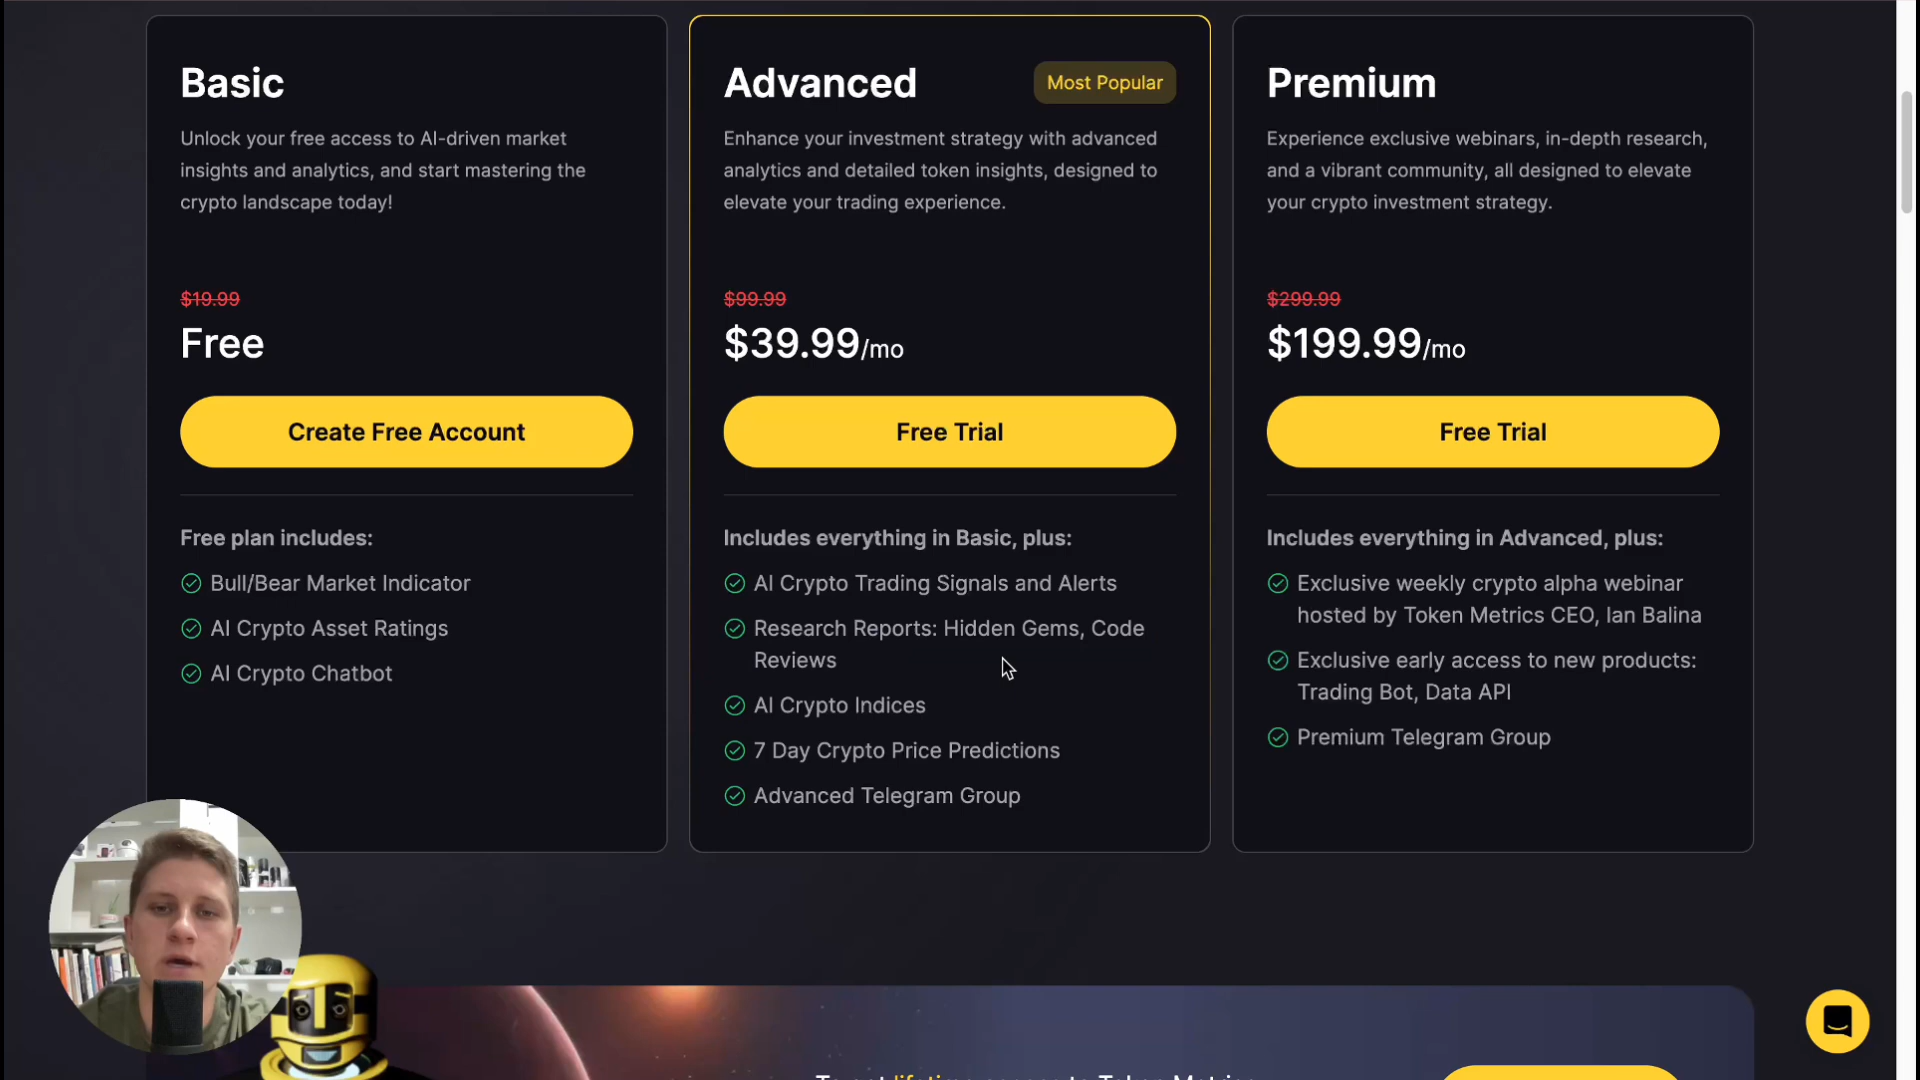 Basic
Unlock your free access to AI-driven market
insights and analytics, and start mastering the
crypto landscape today!
$19.99
Free
Create Free Account
Free plan includes:
Bull/Bear Market Indicator
AI Crypto Asset Ratings
AI Crypto Chatbot
Advanced
Most Popular
Enhance your investment strategy with advanced
analytics and detailed token insights, designed to
elevate your trading experience.
$99.99
$39.99/mo
Free Trial
Includes everything in Basic, plus:
AI Crypto Trading Signals and Alerts
Research Reports: Hidden Gems, Code
Reviews
AI Crypto Indices
7 Day Crypto Price Predictions
Advanced Telegram Group
Premium
Experience exclusive webinars, in-depth research,
and a vibrant community, all designed to elevate
your crypto investment strategy.
$299.99
$199.99/mo
Free Trial
Includes everything in Advanced, plus:
Exclusive weekly crypto alpha webinar
hosted by Token Metrics CEO, Ian Balina
Exclusive early access to new products:
Trading Bot, Data API
Premium Telegram Group
To get lifetime access to Token Metrics